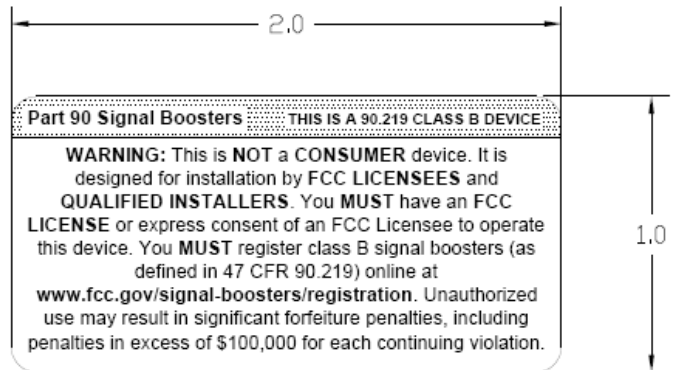 2.0
Part 90 Signal Boosters THIS IS A 90.219 CLASS B DEVICE
WARNING: This is NOT a CONSUMER device. It is
designed for installation by FCC LICENSEES and
QUALIFIED INSTALLERS. You MUST have an FCC
LICENSE or express consent of an FCC Licensee to operate
this device. You MUST register class B signal boosters (as
defined in 47 CFR 90.219) online at
www.fcc.gov/signal-boosters/registration. Unauthorized
use may result in significant forfeiture penalties, including
penalties in excess of $100,000 for each continuing violation.
1.0